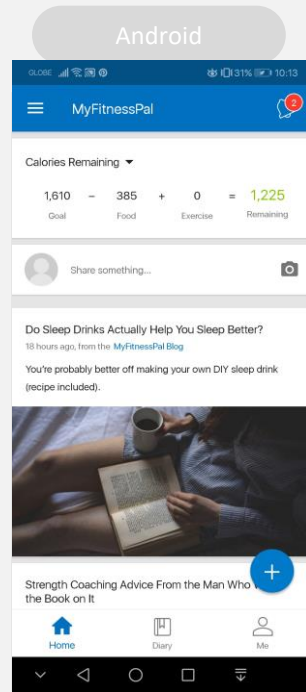 Android
GLOBE 31% 10:13
MyFitnessPal
2
Calories Remaining
1,610 − 385 + 0 = 1,225
Goal Food Exercise Remaining
Share something...
Do Sleep Drinks Actually Help You Sleep Better?
18 hours ago, from the MyFitnessPal Blog
You're probably better off making your own DIY sleep drink
(recipe included).
Strength Coaching Advice From the Man Who
the Book on It
Home Diary Me